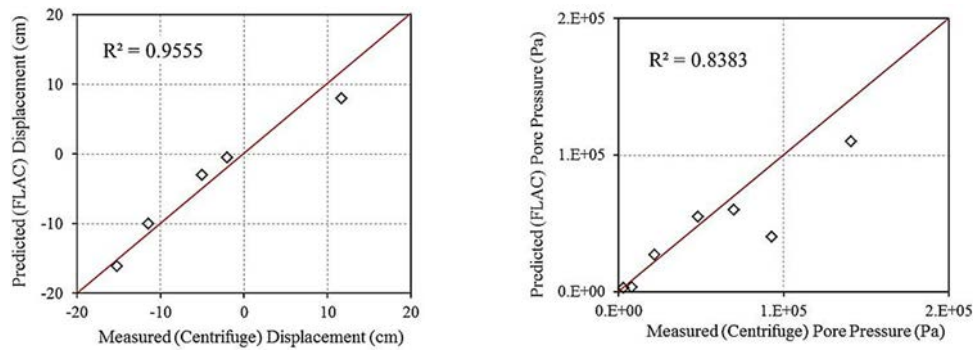 20
10
0
-10
-20
-20
-10
0
10
20
R² = 0.9555
Predicted (FLAC) Displacement (cm)
Measured (Centrifuge) Displacement (cm)
2.E+05
1.E+05
0.E+00
0.E+00
1.E+05
2.E+05
R² = 0.8383
Predicted (FLAC) Pore Pressure (Pa)
Measured (Centrifuge) Pore Pressure (Pa)